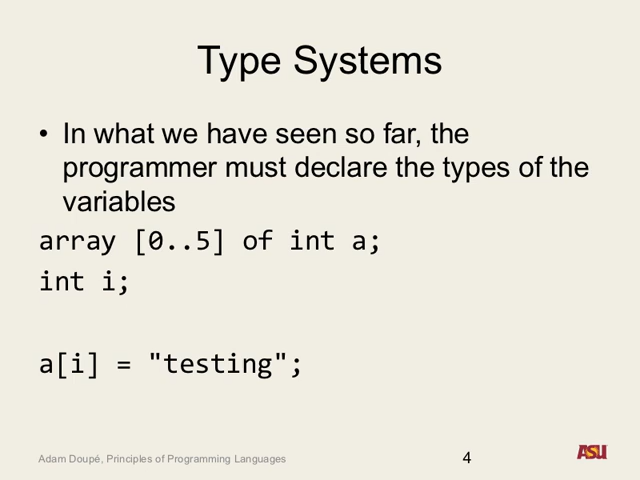 Type Systems
• In what we have seen so far, the
programmer must declare the types of the
variables
array [0..5] of int a;
int i;
a[i] = "testing";
Adam Doupé, Principles of Programming Languages
4
ASU